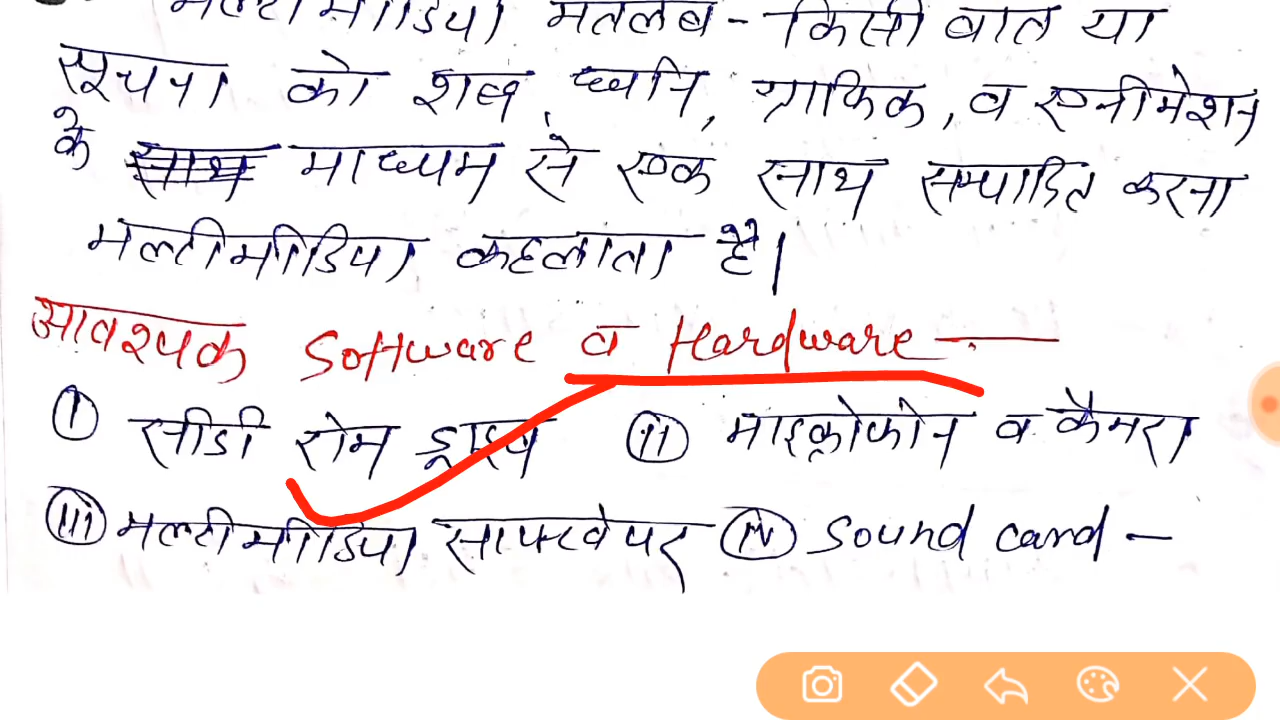 मल्टीमीडिया मतलब - किसी बात या
सूचना को शब्द, ध्वनि, ग्राफिक, व एनीमेशन
के माध्यम से एक साथ सम्पादित करना
मल्टीमीडिया कहलाता है।
आवश्यक Software व Hardware -
(i) सीडी रोम ड्राइव (ii) माइक्रोफोन व कैमरा
(iii) मल्टीमीडिया साफ्टवेयर (iv) Sound card -